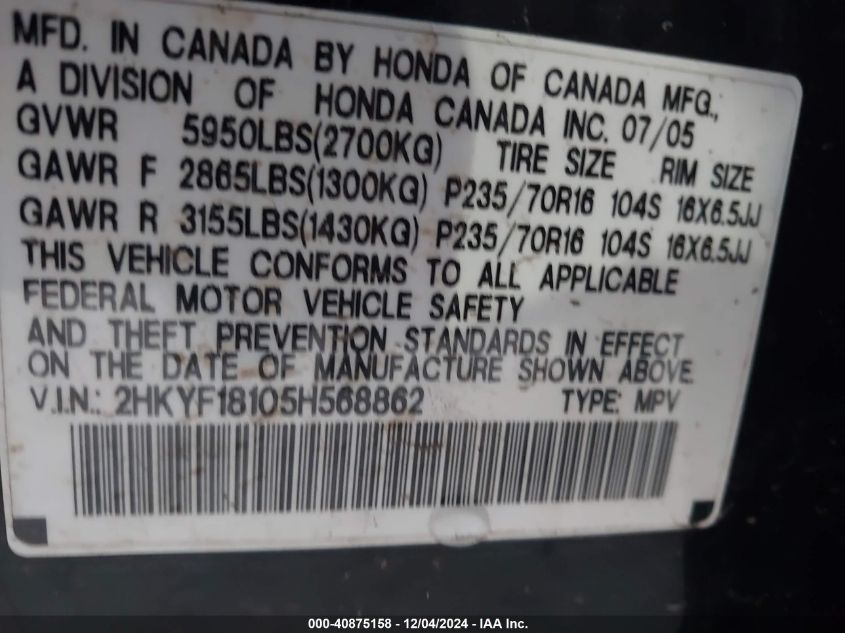 MFD. IN CANADA BY HONDA OF CANADA MFG.,
A DIVISION OF HONDA CANADA INC. 07/05
GVWR 5950LBS(2700KG) TIRE SIZE RIM SIZE
GAWR F 2865LBS(1300KG) P235/70R16 104S 16X6.5JJ
GAWR R 3155LBS(1430KG) P235/70R16 104S 16X6.5JJ
THIS VEHICLE CONFORMS TO ALL APPLICABLE
FEDERAL MOTOR VEHICLE SAFETY
AND THEFT PREVENTION STANDARDS IN EFFECT
ON THE DATE OF MANUFACTURE SHOWN ABOVE
V.I.N.: 2HKYF18105H568862 TYPE: MPV
000-40875158 - 12/04/2024 - IAA Inc.